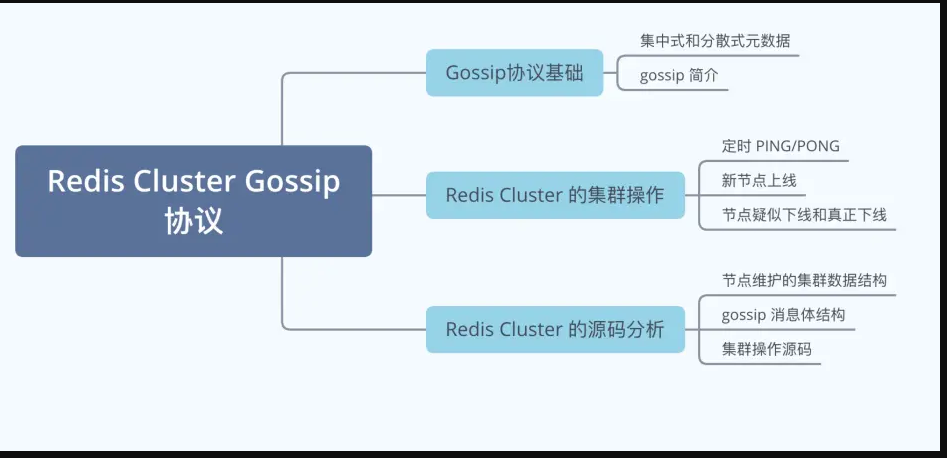 Redis Cluster Gossip
协议
Gossip协议基础
集中式和分散式元数据
gossip 简介
Redis Cluster 的集群操作
定时 PING/PONG
新节点上线
节点疑似下线和真正下线
Redis Cluster 的源码分析
节点维护的集群数据结构
gossip 消息体结构
集群操作源码